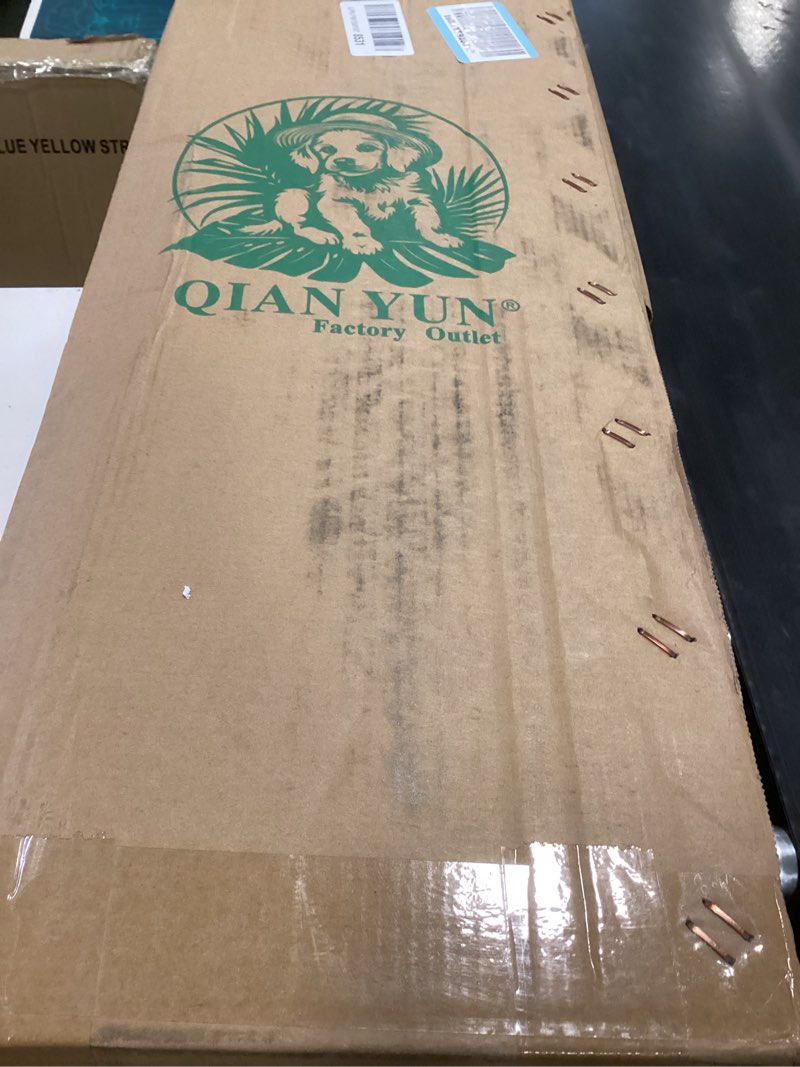 LUE YELLOW STR
QIAN YUN®
Factory Outlet